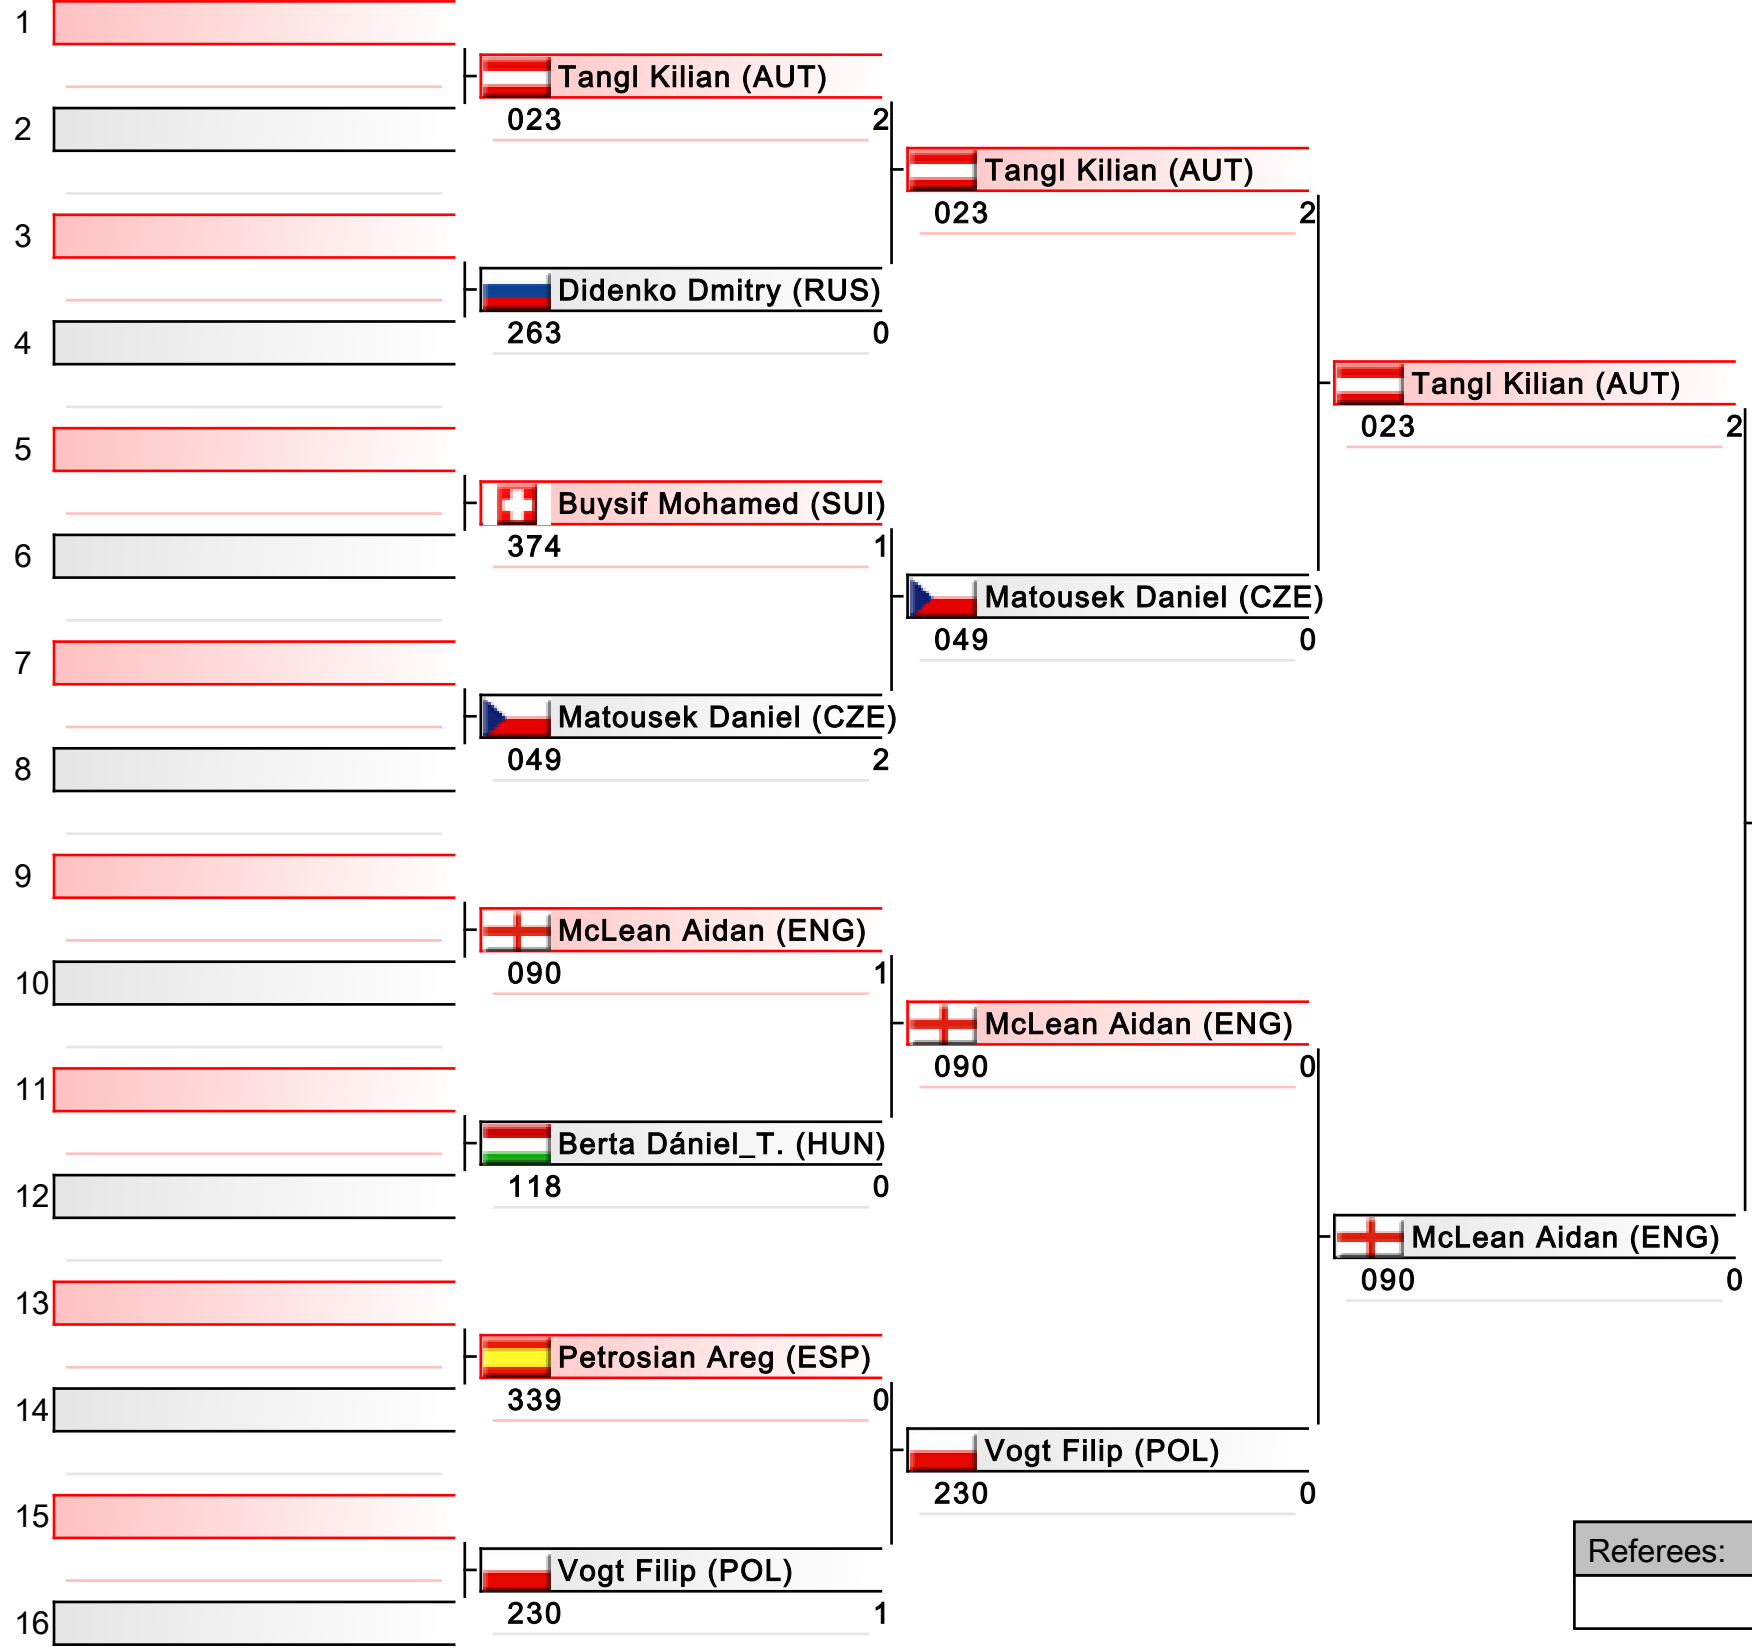 1
Tangl Kilian (AUT)
023 2
2
Tangl Kilian (AUT)
023 2
3
Didenko Dmitry (RUS)
263 0
4
Tangl Kilian (AUT)
023 2
5
Buysif Mohamed (SUI)
374 1
6
Matousek Daniel (CZE)
049 0
7
Matousek Daniel (CZE)
049 2
8
9
McLean Aidan (ENG)
090 1
10
McLean Aidan (ENG)
090 0
11
Berta Dániel_T. (HUN)
118 0
12
McLean Aidan (ENG)
090 0
13
Petrosian Areg (ESP)
339 0
14
Vogt Filip (POL)
230 0
15
Referees:
Vogt Filip (POL)
230 1
16